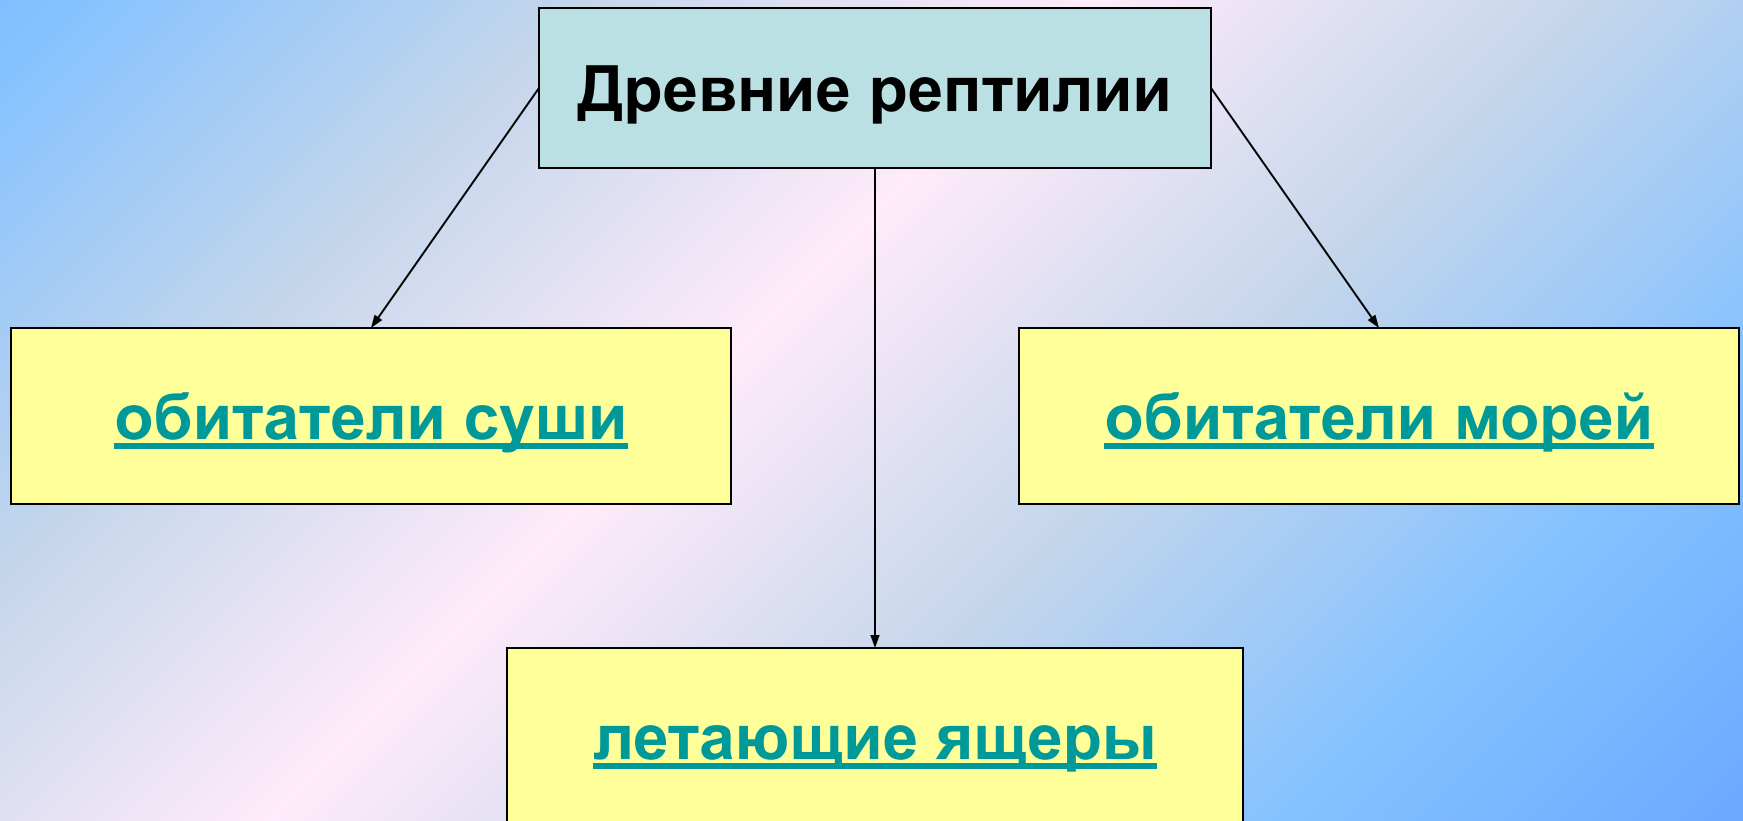 Древние рептилии
обитатели суши
обитатели морей
летающие ящеры